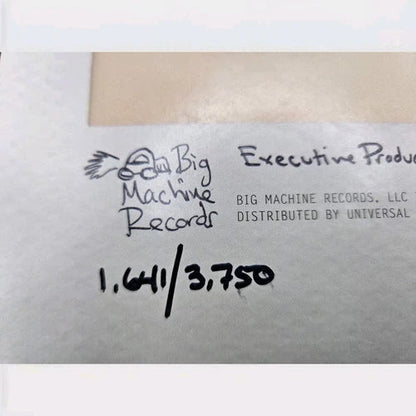 Big Executive Produ
Machine
Records
BIG MACHINE RECORDS, LLC
DISTRIBUTED BY UNIVERSAL
1,641/3,750